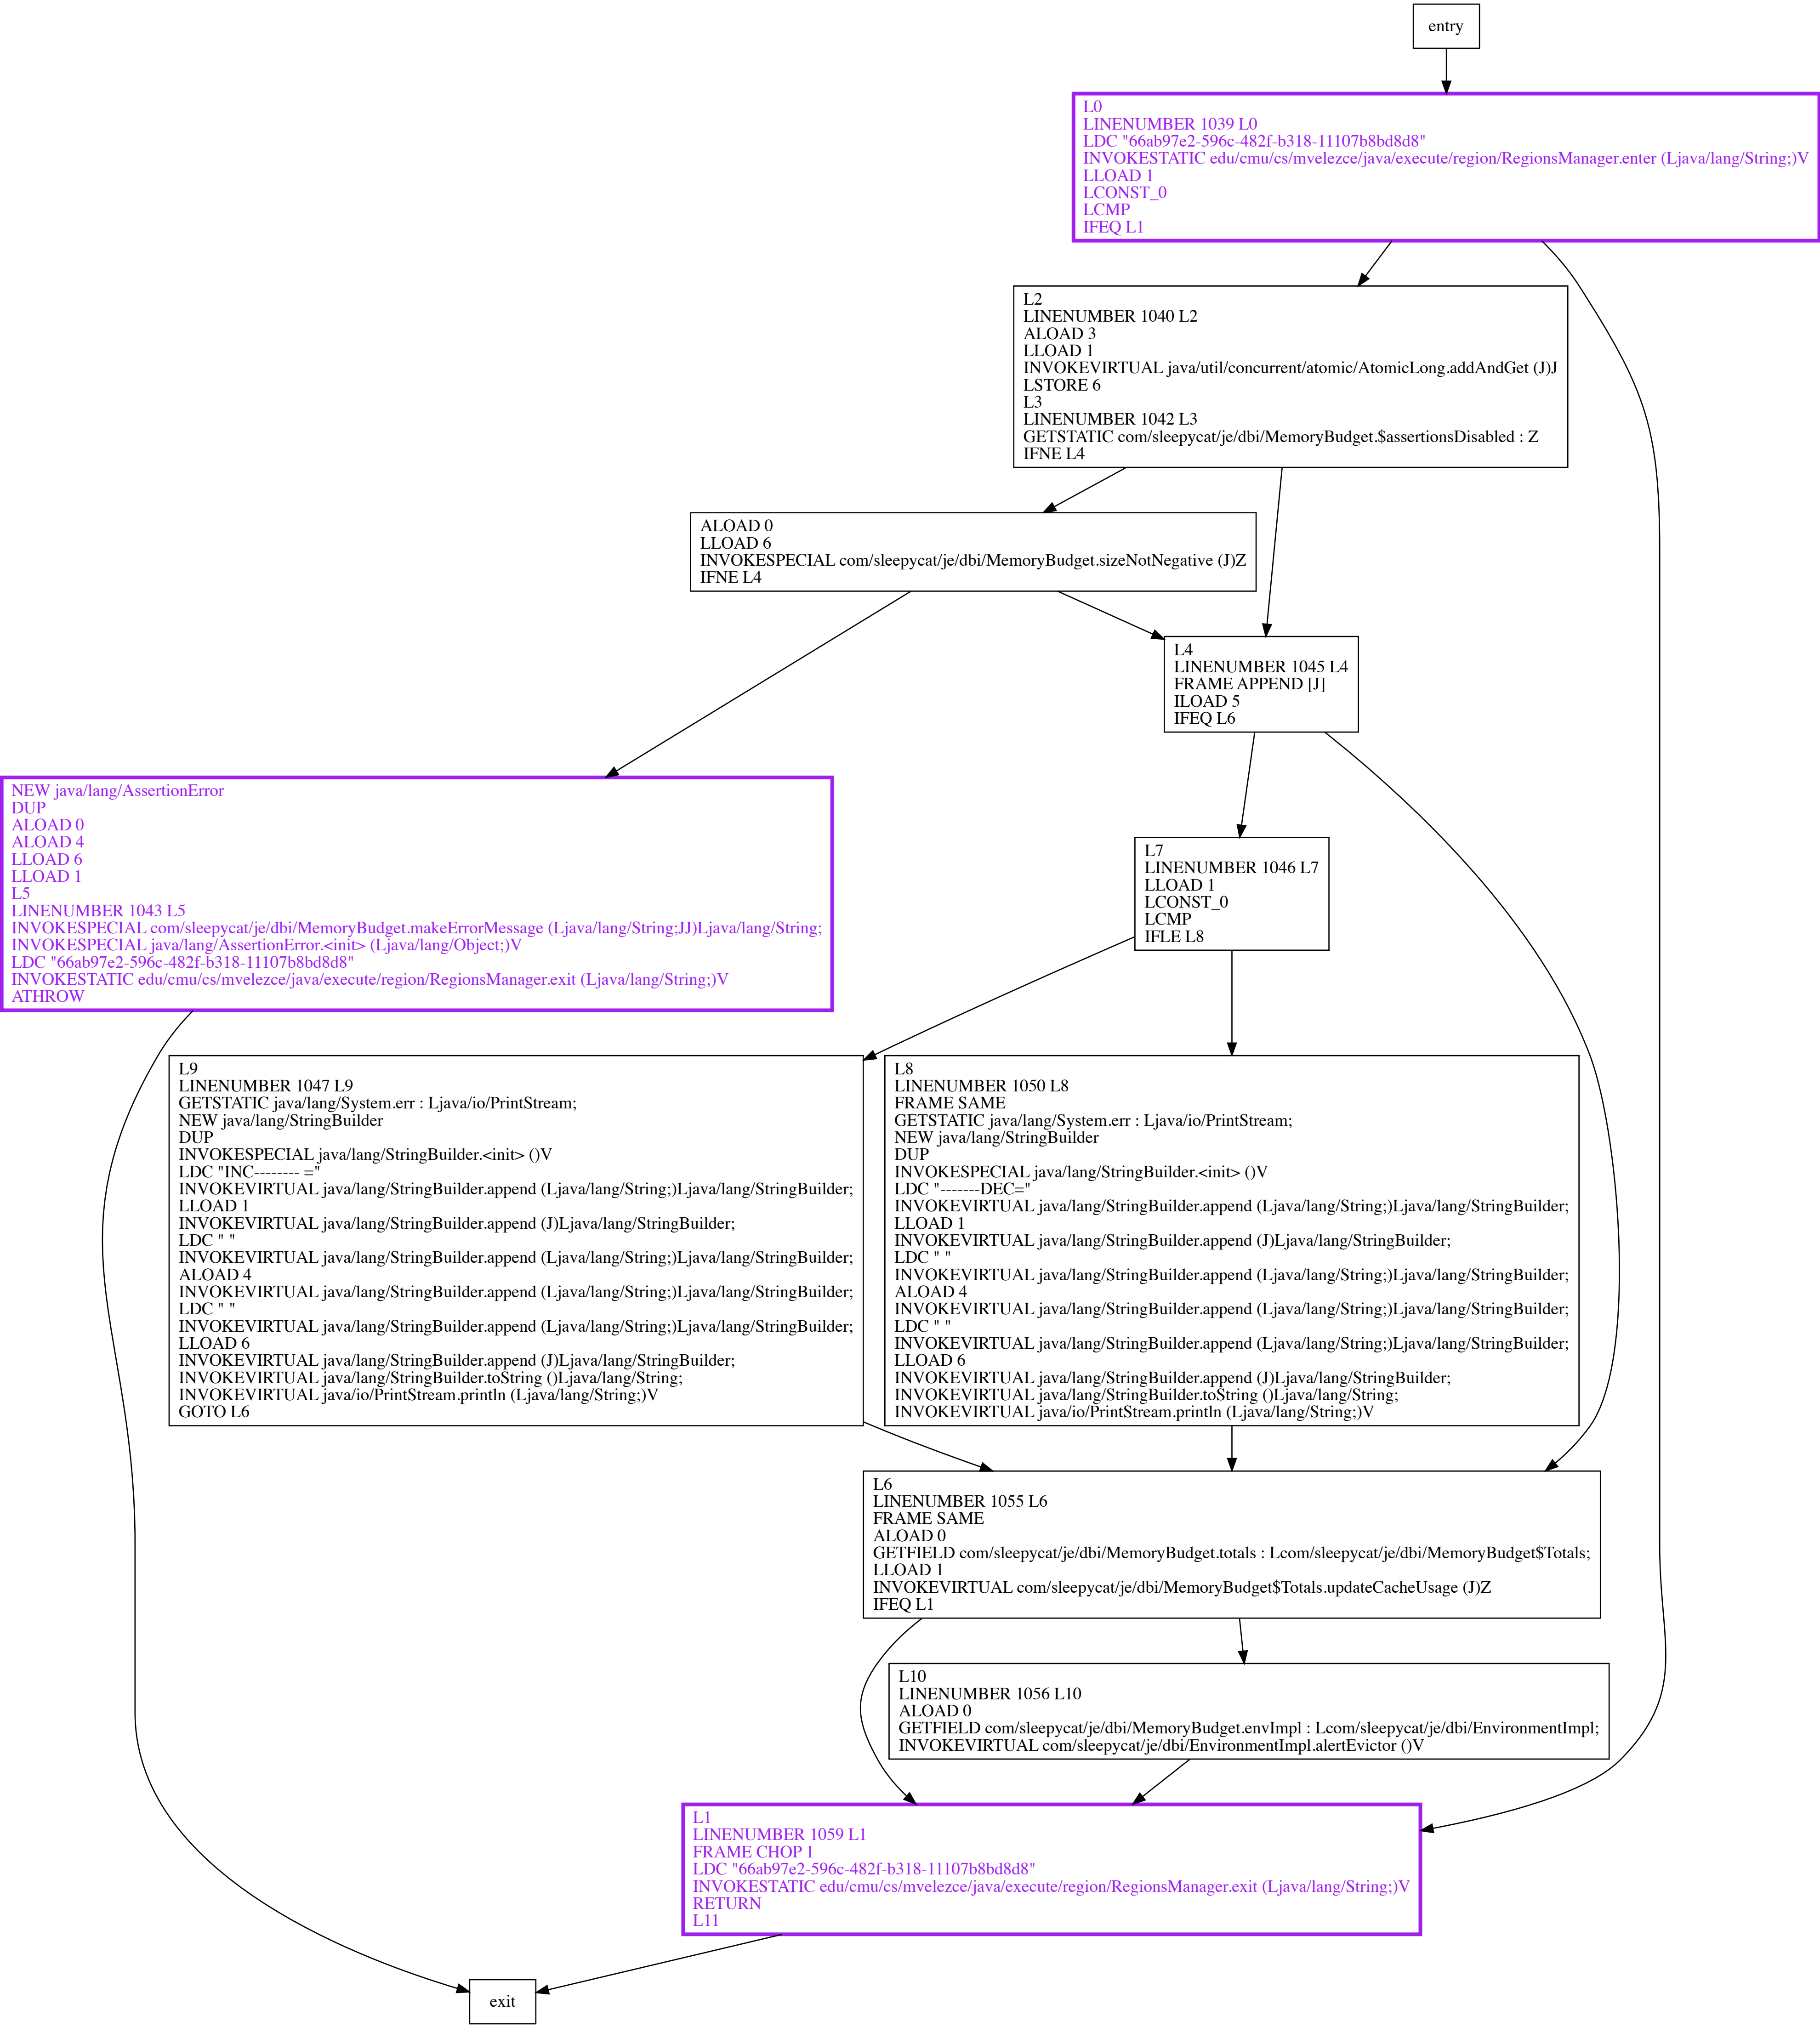 entry
L0
LINENUMBER 1039 L0
LDC "66ab97e2-596c-482f-b318-11107b8bd8d8"
INVOKESTATIC edu/cmu/cs/mvelezce/java/execute/region/RegionsManager.enter (Ljava/lang/String;)V
LLOAD 1
LCONST_0
LCMP
IFEQ L1
L2
LINENUMBER 1040 L2
ALOAD 3
LLOAD 1
INVOKEVIRTUAL java/util/concurrent/atomic/AtomicLong.addAndGet (J)J
LSTORE 6
L3
LINENUMBER 1042 L3
GETSTATIC com/sleepycat/je/dbi/MemoryBudget.$assertionsDisabled : Z
IFNE L4
ALOAD 0
LLOAD 6
INVOKESPECIAL com/sleepycat/je/dbi/MemoryBudget.sizeNotNegative (J)Z
IFNE L4
L4
LINENUMBER 1045 L4
FRAME APPEND [J]
ILOAD 5
IFEQ L6
NEW java/lang/AssertionError
DUP
ALOAD 0
ALOAD 4
LLOAD 6
LLOAD 1
L5
LINENUMBER 1043 L5
INVOKESPECIAL com/sleepycat/je/dbi/MemoryBudget.makeErrorMessage (Ljava/lang/String;JJ)Ljava/lang/String;
INVOKESPECIAL java/lang/AssertionError.<init> (Ljava/lang/Object;)V
LDC "66ab97e2-596c-482f-b318-11107b8bd8d8"
INVOKESTATIC edu/cmu/cs/mvelezce/java/execute/region/RegionsManager.exit (Ljava/lang/String;)V
ATHROW
L7
LINENUMBER 1046 L7
LLOAD 1
LCONST_0
LCMP
IFLE L8
L9
LINENUMBER 1047 L9
GETSTATIC java/lang/System.err : Ljava/io/PrintStream;
NEW java/lang/StringBuilder
DUP
INVOKESPECIAL java/lang/StringBuilder.<init> ()V
LDC "INC-------- ="
INVOKEVIRTUAL java/lang/StringBuilder.append (Ljava/lang/String;)Ljava/lang/StringBuilder;
LLOAD 1
INVOKEVIRTUAL java/lang/StringBuilder.append (J)Ljava/lang/StringBuilder;
LDC " "
INVOKEVIRTUAL java/lang/StringBuilder.append (Ljava/lang/String;)Ljava/lang/StringBuilder;
ALOAD 4
INVOKEVIRTUAL java/lang/StringBuilder.append (Ljava/lang/String;)Ljava/lang/StringBuilder;
LDC " "
INVOKEVIRTUAL java/lang/StringBuilder.append (Ljava/lang/String;)Ljava/lang/StringBuilder;
LLOAD 6
INVOKEVIRTUAL java/lang/StringBuilder.append (J)Ljava/lang/StringBuilder;
INVOKEVIRTUAL java/lang/StringBuilder.toString ()Ljava/lang/String;
INVOKEVIRTUAL java/io/PrintStream.println (Ljava/lang/String;)V
GOTO L6
L8
LINENUMBER 1050 L8
FRAME SAME
GETSTATIC java/lang/System.err : Ljava/io/PrintStream;
NEW java/lang/StringBuilder
DUP
INVOKESPECIAL java/lang/StringBuilder.<init> ()V
LDC "-------DEC="
INVOKEVIRTUAL java/lang/StringBuilder.append (Ljava/lang/String;)Ljava/lang/StringBuilder;
LLOAD 1
INVOKEVIRTUAL java/lang/StringBuilder.append (J)Ljava/lang/StringBuilder;
LDC " "
INVOKEVIRTUAL java/lang/StringBuilder.append (Ljava/lang/String;)Ljava/lang/StringBuilder;
ALOAD 4
INVOKEVIRTUAL java/lang/StringBuilder.append (Ljava/lang/String;)Ljava/lang/StringBuilder;
LDC " "
INVOKEVIRTUAL java/lang/StringBuilder.append (Ljava/lang/String;)Ljava/lang/StringBuilder;
LLOAD 6
INVOKEVIRTUAL java/lang/StringBuilder.append (J)Ljava/lang/StringBuilder;
INVOKEVIRTUAL java/lang/StringBuilder.toString ()Ljava/lang/String;
INVOKEVIRTUAL java/io/PrintStream.println (Ljava/lang/String;)V
L6
LINENUMBER 1055 L6
FRAME SAME
ALOAD 0
GETFIELD com/sleepycat/je/dbi/MemoryBudget.totals : Lcom/sleepycat/je/dbi/MemoryBudget$Totals;
LLOAD 1
INVOKEVIRTUAL com/sleepycat/je/dbi/MemoryBudget$Totals.updateCacheUsage (J)Z
IFEQ L1
L10
LINENUMBER 1056 L10
ALOAD 0
GETFIELD com/sleepycat/je/dbi/MemoryBudget.envImpl : Lcom/sleepycat/je/dbi/EnvironmentImpl;
INVOKEVIRTUAL com/sleepycat/je/dbi/EnvironmentImpl.alertEvictor ()V
L1
LINENUMBER 1059 L1
FRAME CHOP 1
LDC "66ab97e2-596c-482f-b318-11107b8bd8d8"
INVOKESTATIC edu/cmu/cs/mvelezce/java/execute/region/RegionsManager.exit (Ljava/lang/String;)V
RETURN
L11
exit